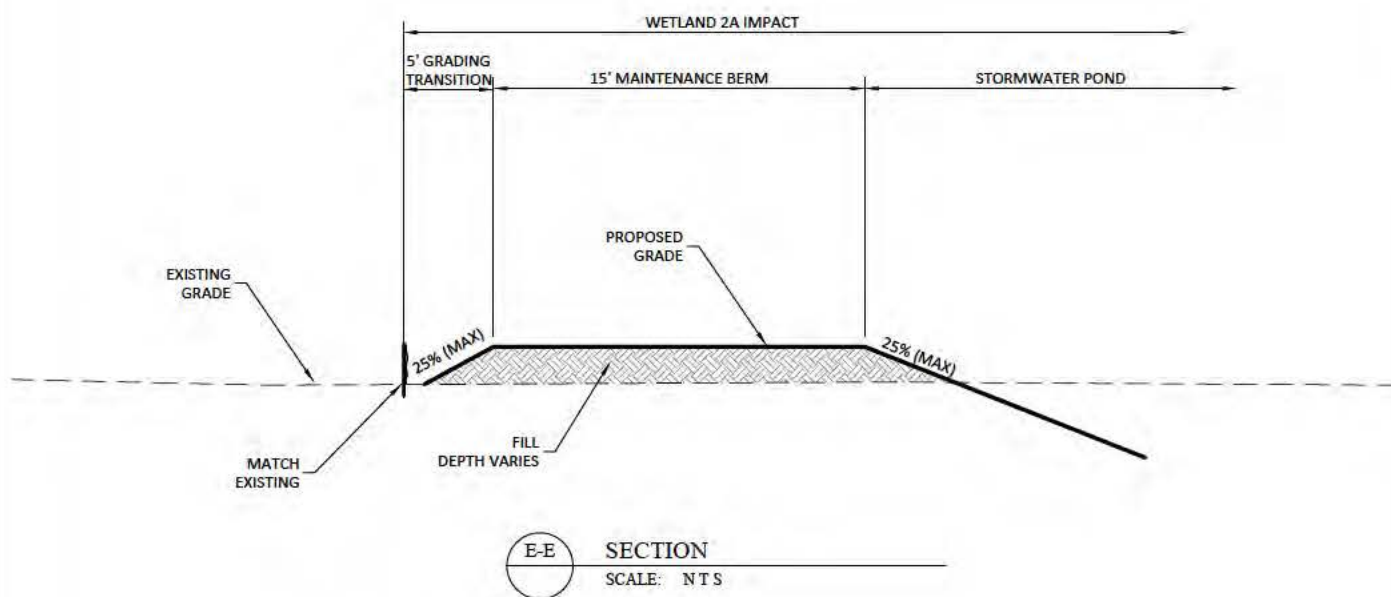 WETLAND 2A IMPACT
5' GRADING
TRANSITION
15' MAINTENANCE BERM
STORMWATER POND
PROPOSED
GRADE
EXISTING
GRADE
25% (MAX)
25% (MAX)
FILL
DEPTH VARIES
MATCH
EXISTING
E-E
SECTION
SCALE: NTS